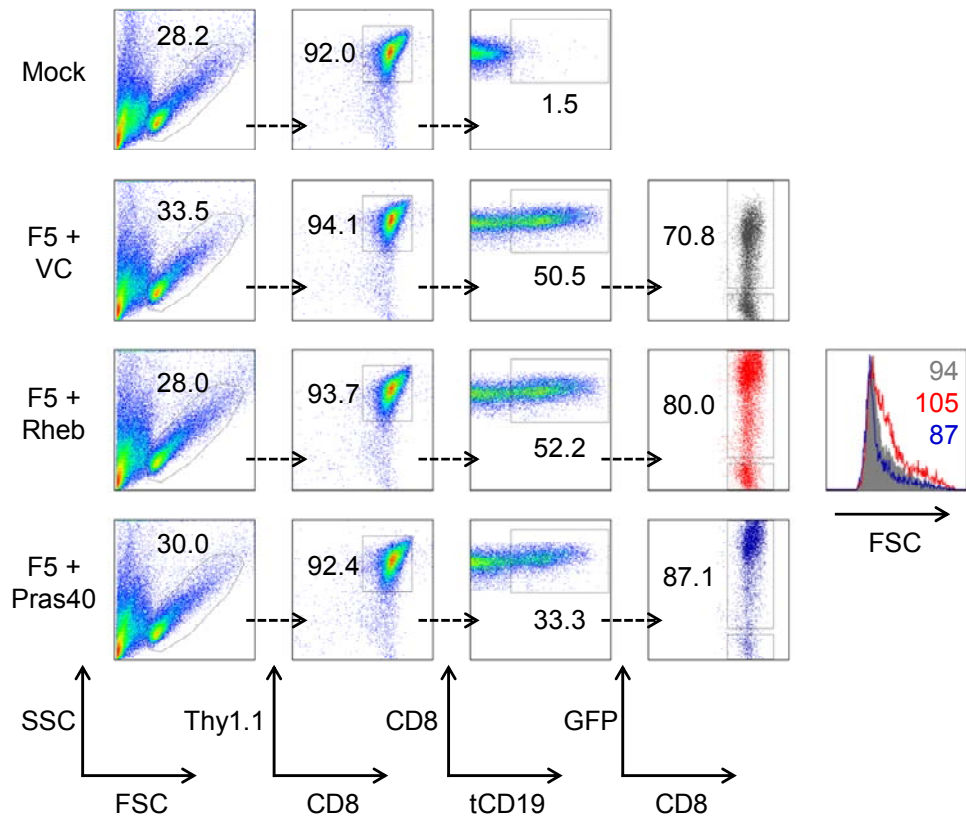 Mock
28.2
92.0
1.5
F5 +
VC
33.5
94.1
50.5
70.8
F5 +
Rheb
28.0
93.7
52.2
80.0
94
105
87
FSC
F5 +
Pras40
30.0
92.4
33.3
87.1
SSC
FSC
Thy1.1
CD8
CD8
tCD19
GFP
CD8